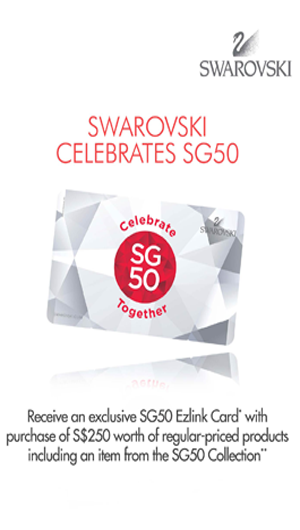 SWAROVSKI
SWAROVSKI
CELEBRATES SG50
SWAROVSKI
Celebrate
SG
50
Together
Receive an exclusive SG50 Ezlink Card* with
purchase of S$250 worth of regular-priced products
including an item from the SG50 Collection**